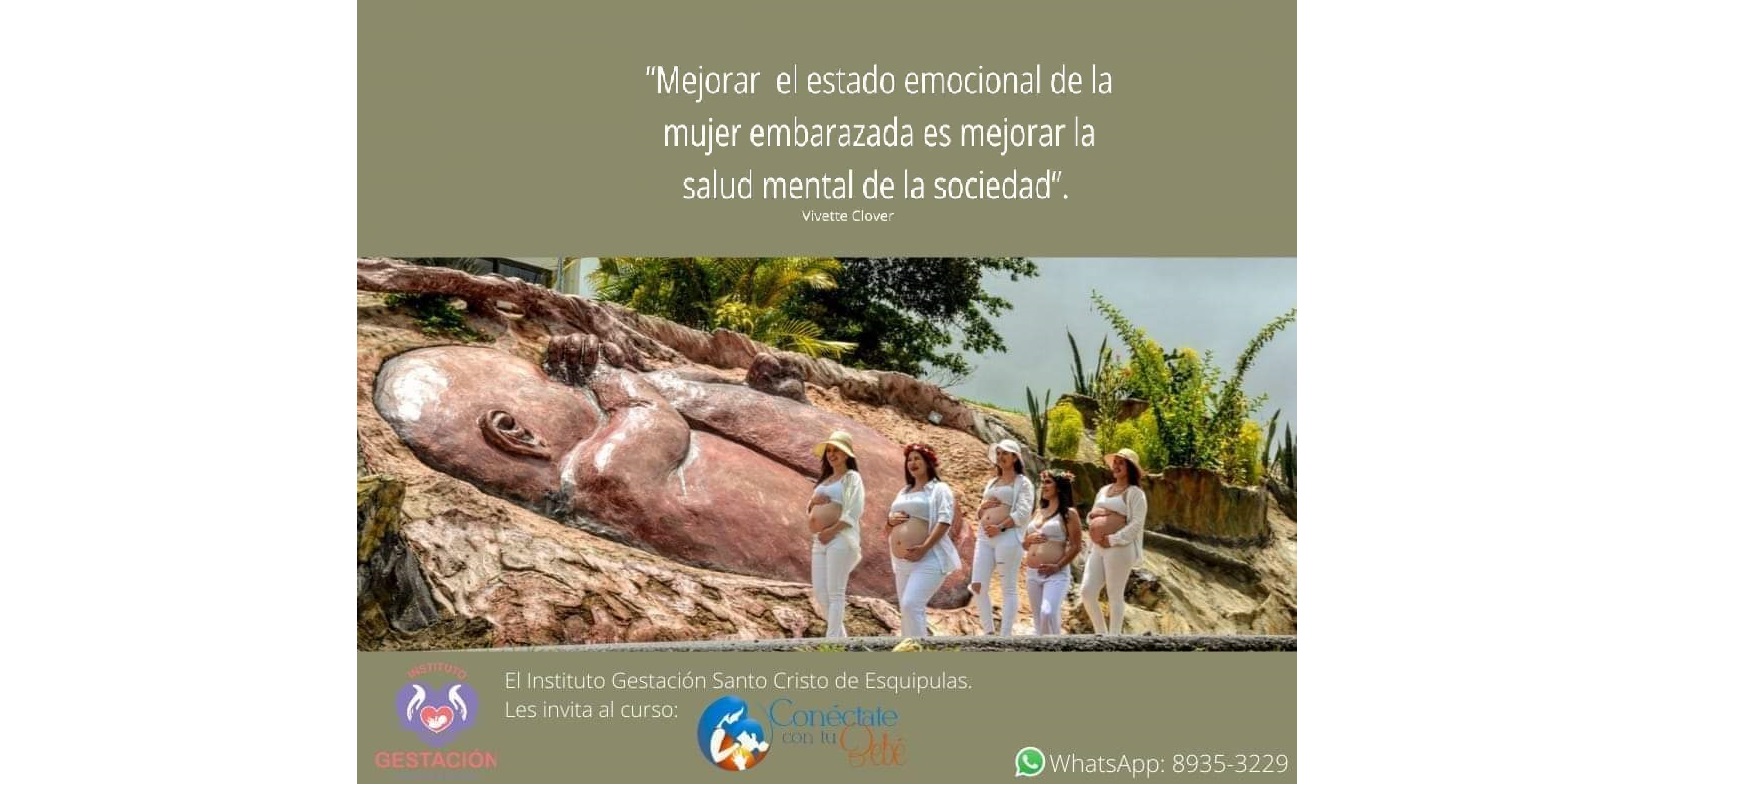 “Mejorar  el estado emocional de la
mujer embarazada es mejorar la
salud mental de la sociedad“.
Vivette Clover
El Instituto Gestación Santo Cristo de Esquipulas.
Les invita al curso:
Conéctate
con tu
Bebé
INSTITUTO
GESTACIÓN
WhatsApp: 8935-3229